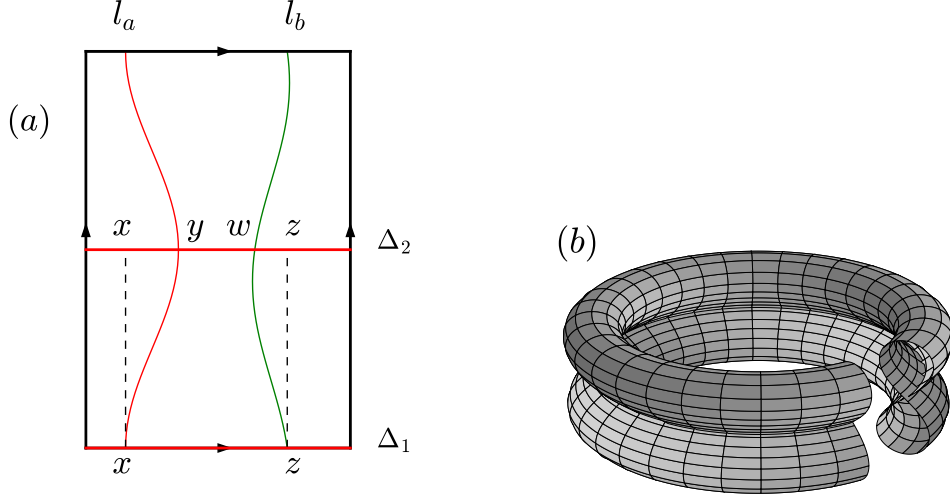 l_a l_b
(a)
x y w z Δ_2
(b)
Δ_1
x z